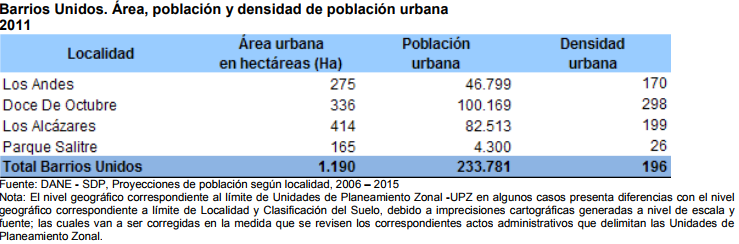 Barrios Unidos. Área, población y densidad de población urbana
2011
Localidad Área urbana en hectáreas (Ha) Población urbana Densidad urbana
Los Andes 275 46.799 170
Doce De Octubre 336 100.169 298
Los Alcázares 414 82.513 199
Parque Salitre 165 4.300 26
Total Barrios Unidos 1.190 233.781 196
Fuente: DANE - SDP, Proyecciones de población según localidad, 2006 – 2015
Nota: El nivel geográfico correspondiente al límite de Unidades de Planeamiento Zonal -UPZ en algunos casos presenta diferencias con el nivel
geográfico correspondiente a límite de Localidad y Clasificación del Suelo, debido a imprecisiones cartográficas generadas a nivel de escala y
fuente; las cuales van a ser corregidas en la medida que se revisen los correspondientes actos administrativos que delimitan las Unidades de
Planeamiento Zonal.